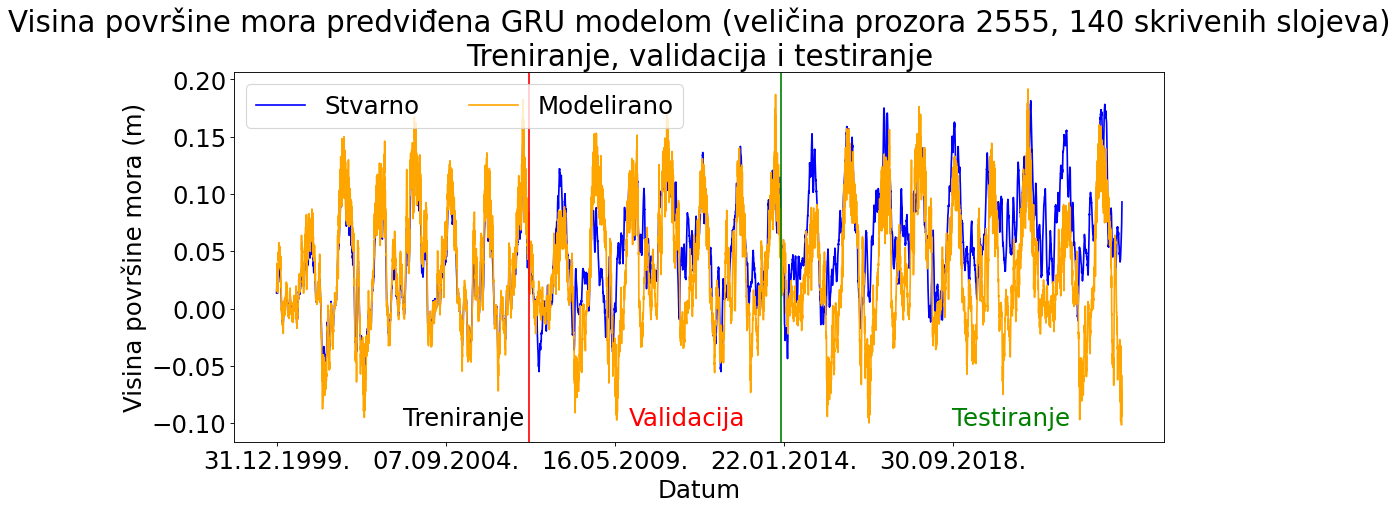 Visina površine mora predviđena GRU modelom (veličina prozora 2555, 140 skrivenih slojeva)
Treniranje, validacija i testiranje
Stvarno Modelirano
Visina površine mora (m)
0.20
0.15
0.10
0.05
0.00
−0.05
−0.10
Treniranje Validacija Testiranje
31.12.1999. 07.09.2004. 16.05.2009. 22.01.2014. 30.09.2018.
Datum